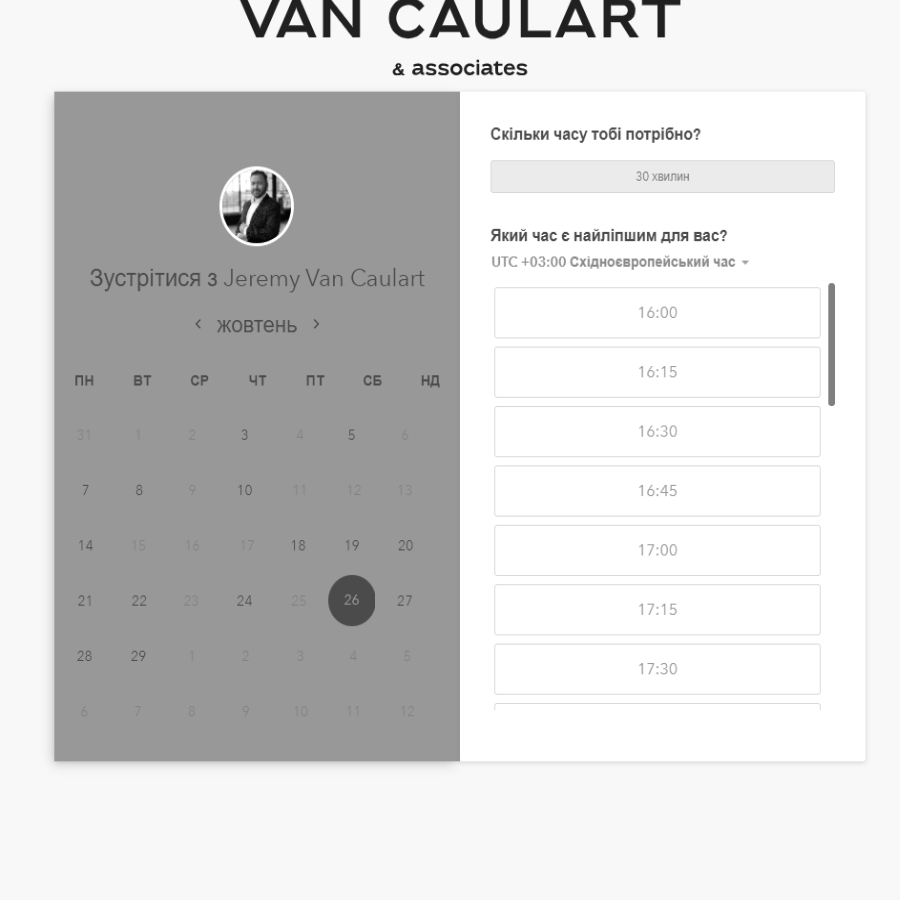 VAN CAULART
& associates
Зустрітися з Jeremy Van Caulart
жовтень
ПН ВТ СР ЧТ ПТ СБ НД
31 1 2 3 4 5 6
7 8 9 10 11 12 13
14 15 16 17 18 19 20
21 22 23 24 25 26 27
28 29 1 2 3 4 5
6 7 8 9 10 11 12
Скільки часу тобі потрібно?
30 хвилин
Який час є найліпшим для вас?
UTC +03:00 Східноєвропейський час
16:00
16:15
16:30
16:45
17:00
17:15
17:30